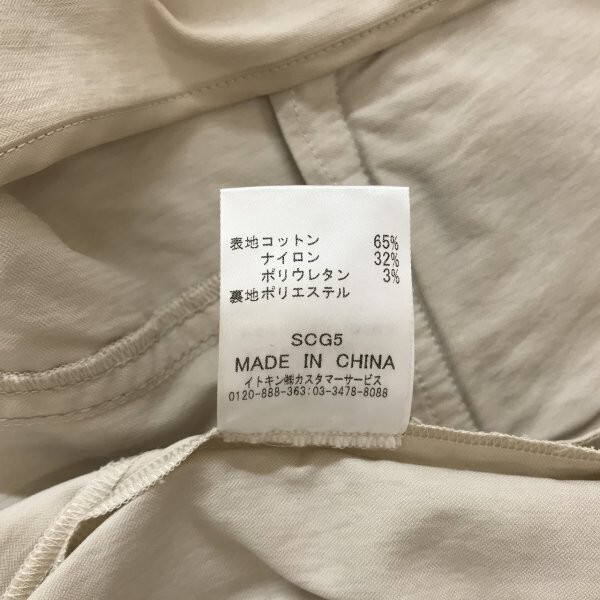 表地コットン 65%
ナイロン 32%
ポリウレタン 3%
裏地ポリエステル
SCG5
MADE IN CHINA
イトキン㈱カスタマーサービス
0120-888-363:03-3478-8088